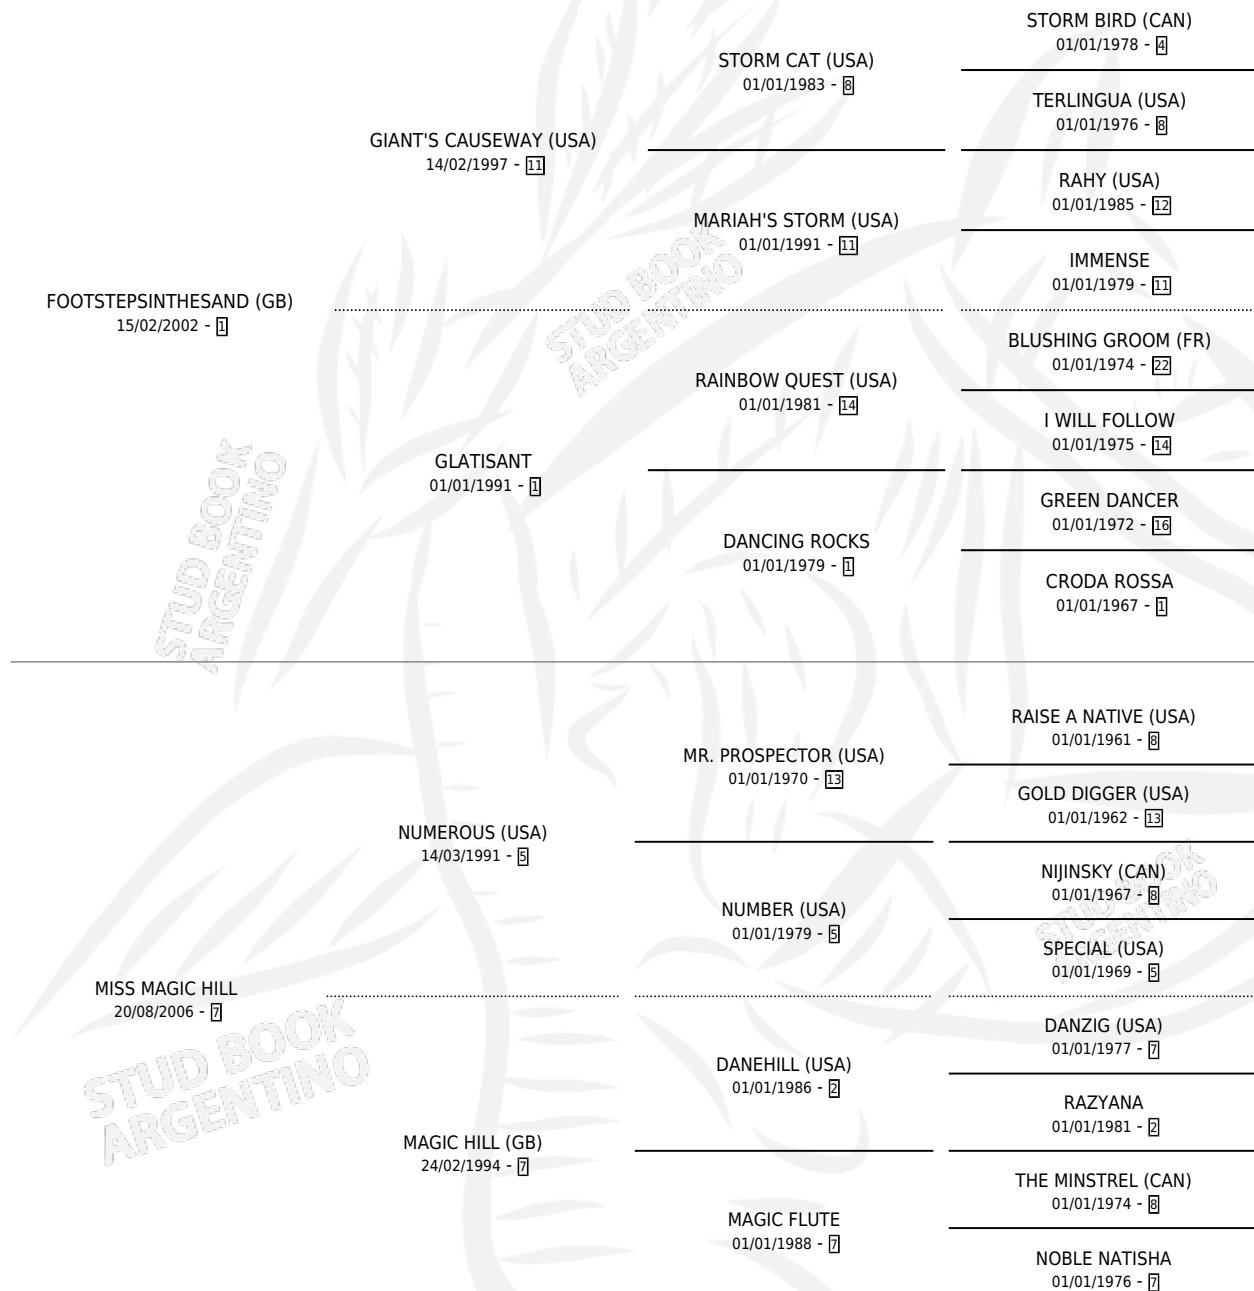 STORM BIRD (CAN)
01/01/1978 - 4
STORM CAT (USA)
01/01/1983 - 8
TERLINGUA (USA)
01/01/1976 - 8
GIANT'S CAUSEWAY (USA)
14/02/1997 - 11
RAHY (USA)
01/01/1985 - 12
MARIAH'S STORM (USA)
01/01/1991 - 11
IMMENSE
01/01/1979 - 11
FOOTSTEPSINTHESAND (GB)
15/02/2002 - 1
BLUSHING GROOM (FR)
01/01/1974 - 22
RAINBOW QUEST (USA)
01/01/1981 - 14
I WILL FOLLOW
01/01/1975 - 14
GLATISANT
01/01/1991 - 1
GREEN DANCER
01/01/1972 - 16
DANCING ROCKS
01/01/1979 - 1
CRODA ROSSA
01/01/1967 - 1
RAISE A NATIVE (USA)
01/01/1961 - 8
MR. PROSPECTOR (USA)
01/01/1970 - 13
GOLD DIGGER (USA)
01/01/1962 - 13
NUMEROUS (USA)
14/03/1991 - 5
NIJINSKY (CAN)
01/01/1967 - 8
NUMBER (USA)
01/01/1979 - 5
SPECIAL (USA)
01/01/1969 - 5
MISS MAGIC HILL
20/08/2006 - 7
DANZIG (USA)
01/01/1977 - 7
DANEHILL (USA)
01/01/1986 - 2
RAZYANA
01/01/1981 - 2
MAGIC HILL (GB)
24/02/1994 - 7
THE MINSTREL (CAN)
01/01/1974 - 8
MAGIC FLUTE
01/01/1988 - 7
NOBLE NATISHA
01/01/1976 - 7
STUD BOOK
ARGENTINO
STUD BOOK
ARGENTINO
STUD BOOK
ARGENTINO
STUD BOOK
ARGENTINO